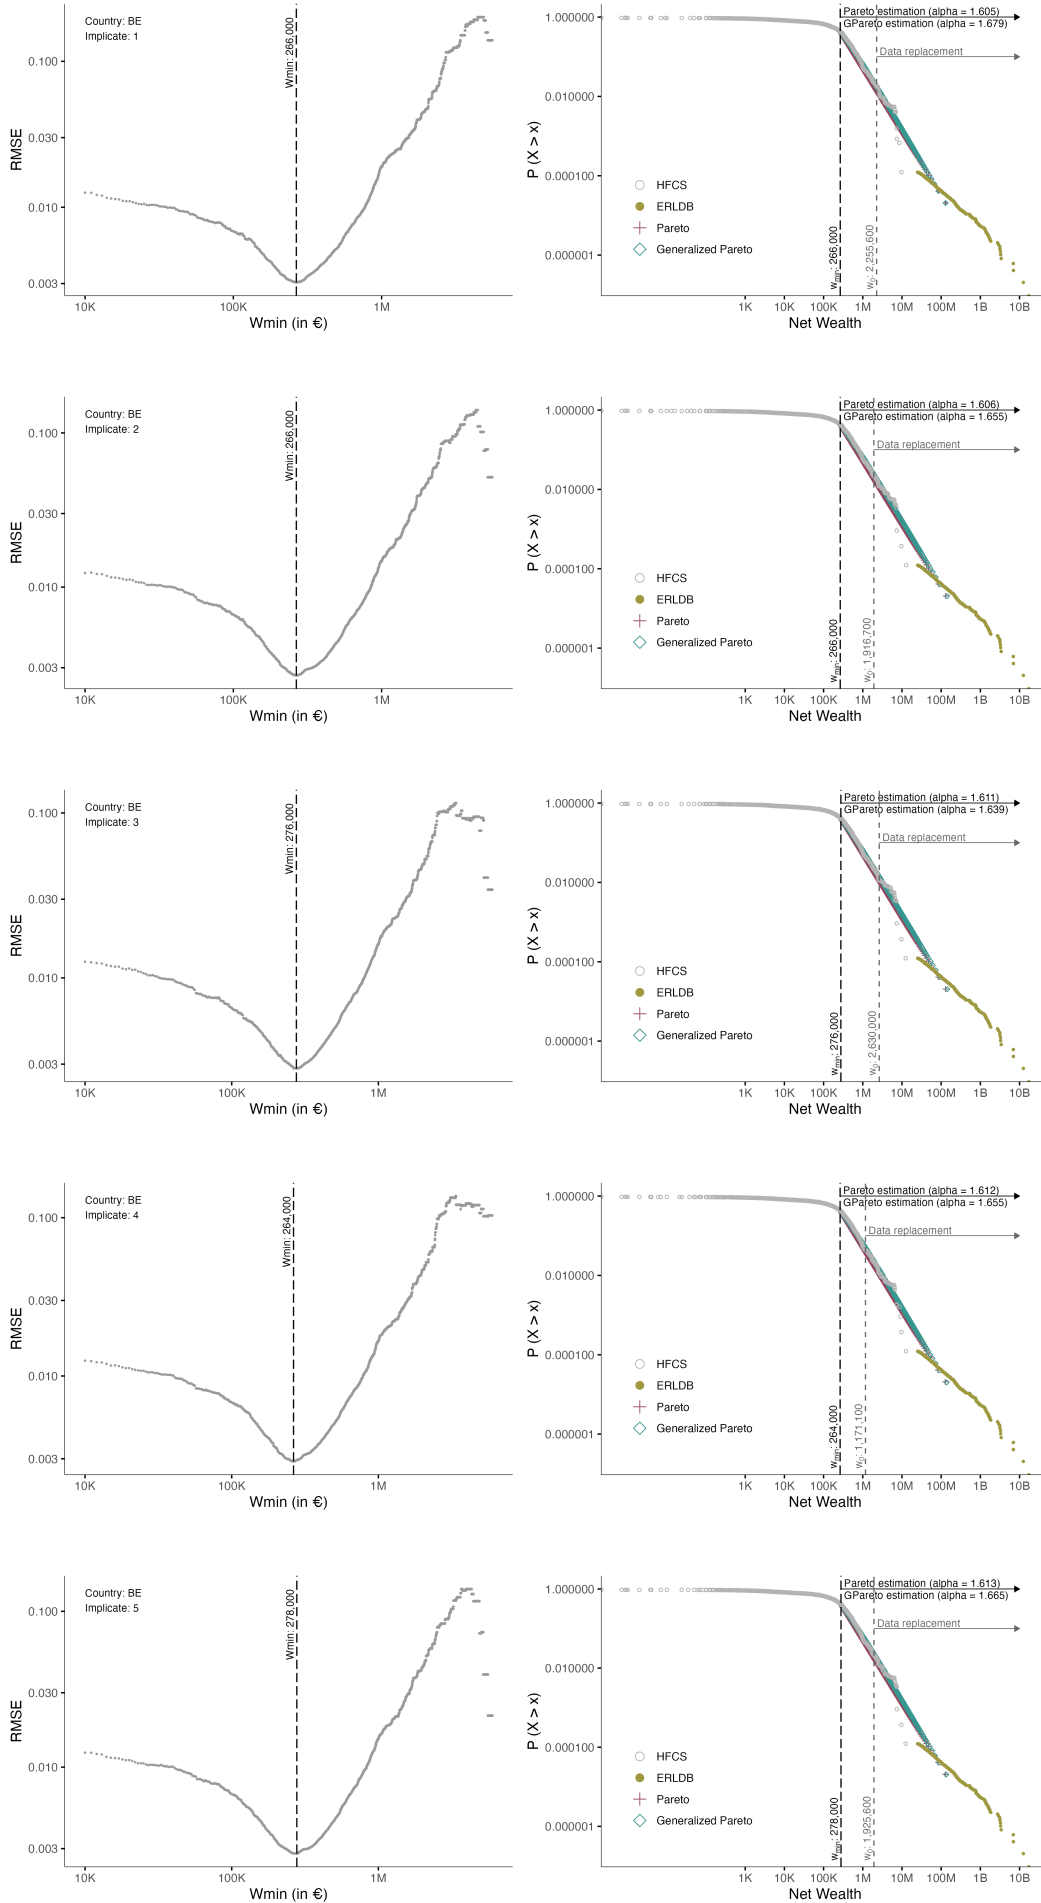 Country: BE
Implicate: 1
Wmin: 266,000
0.100
0.030
0.010
0.003
RMSE
10K 100K 1M
Wmin (in €)
Pareto estimation (alpha = 1.605)
GPareto estimation (alpha = 1.679)
Data replacement
1.000000
0.010000
0.000100
0.000001
P (X > x)
HFCS
ERLDB
Pareto
Generalized Pareto
wmin: 266,000
w0: 2,255,600
1K 10K 100K 1M 10M 100M 1B 10B
Net Wealth
Country: BE
Implicate: 2
Wmin: 266,000
0.100
0.030
0.010
0.003
RMSE
10K 100K 1M
Wmin (in €)
Pareto estimation (alpha = 1.606)
GPareto estimation (alpha = 1.655)
Data replacement
1.000000
0.010000
0.000100
0.000001
P (X > x)
HFCS
ERLDB
Pareto
Generalized Pareto
wmin: 266,000
w0: 1,916,700
1K 10K 100K 1M 10M 100M 1B 10B
Net Wealth
Country: BE
Implicate: 3
Wmin: 276,000
0.100
0.030
0.010
0.003
RMSE
10K 100K 1M
Wmin (in €)
Pareto estimation (alpha = 1.611)
GPareto estimation (alpha = 1.639)
Data replacement
1.000000
0.010000
0.000100
0.000001
P (X > x)
HFCS
ERLDB
Pareto
Generalized Pareto
wmin: 276,000
w0: 2,630,000
1K 10K 100K 1M 10M 100M 1B 10B
Net Wealth
Country: BE
Implicate: 4
Wmin: 264,000
0.100
0.030
0.010
0.003
RMSE
10K 100K 1M
Wmin (in €)
Pareto estimation (alpha = 1.612)
GPareto estimation (alpha = 1.655)
Data replacement
1.000000
0.010000
0.000100
0.000001
P (X > x)
HFCS
ERLDB
Pareto
Generalized Pareto
wmin: 264,000
w0: 1,171,100
1K 10K 100K 1M 10M 100M 1B 10B
Net Wealth
Country: BE
Implicate: 5
Wmin: 278,000
0.100
0.030
0.010
0.003
RMSE
10K 100K 1M
Wmin (in €)
Pareto estimation (alpha = 1.613)
GPareto estimation (alpha = 1.665)
Data replacement
1.000000
0.010000
0.000100
0.000001
P (X > x)
HFCS
ERLDB
Pareto
Generalized Pareto
wmin: 278,000
w0: 1,925,600
1K 10K 100K 1M 10M 100M 1B 10B
Net Wealth